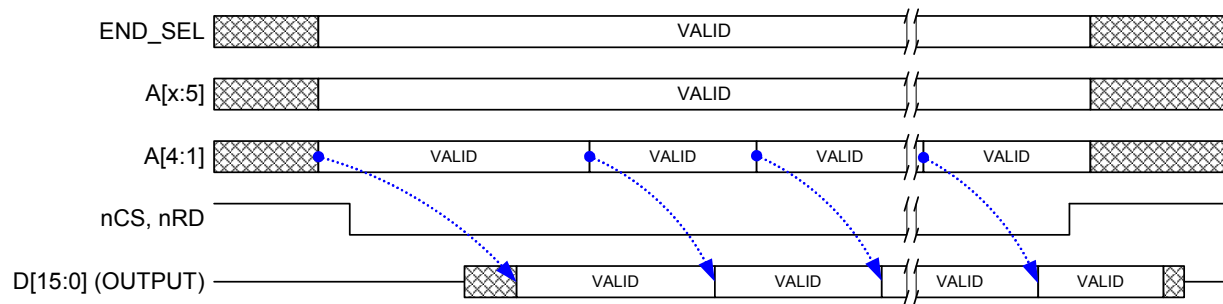 END_SEL VALID
A[x:5] VALID
A[4:1] VALID VALID VALID VALID
nCS, nRD
D[15:0] (OUTPUT) VALID VALID VALID VALID